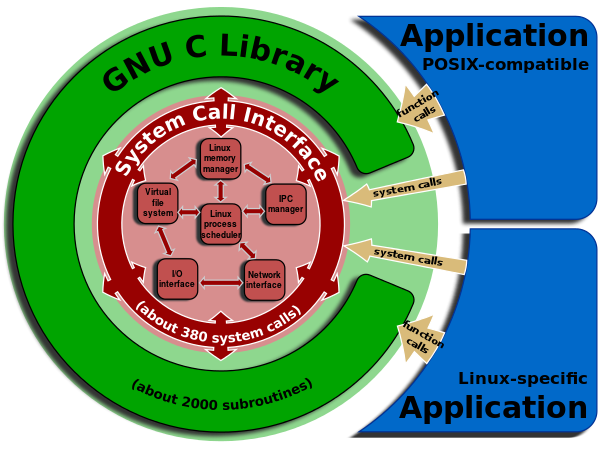 GNU C Library
System Call Interface
Linux
memory
manager
Virtual
file
system
IPC
manager
Linux
process
scheduler
I/O
interface
Network
interface
(about 380 system calls)
(about 2000 subroutines)
Application
POSIX-compatible
function
calls
system calls
system calls
function
calls
Linux-specific
Application